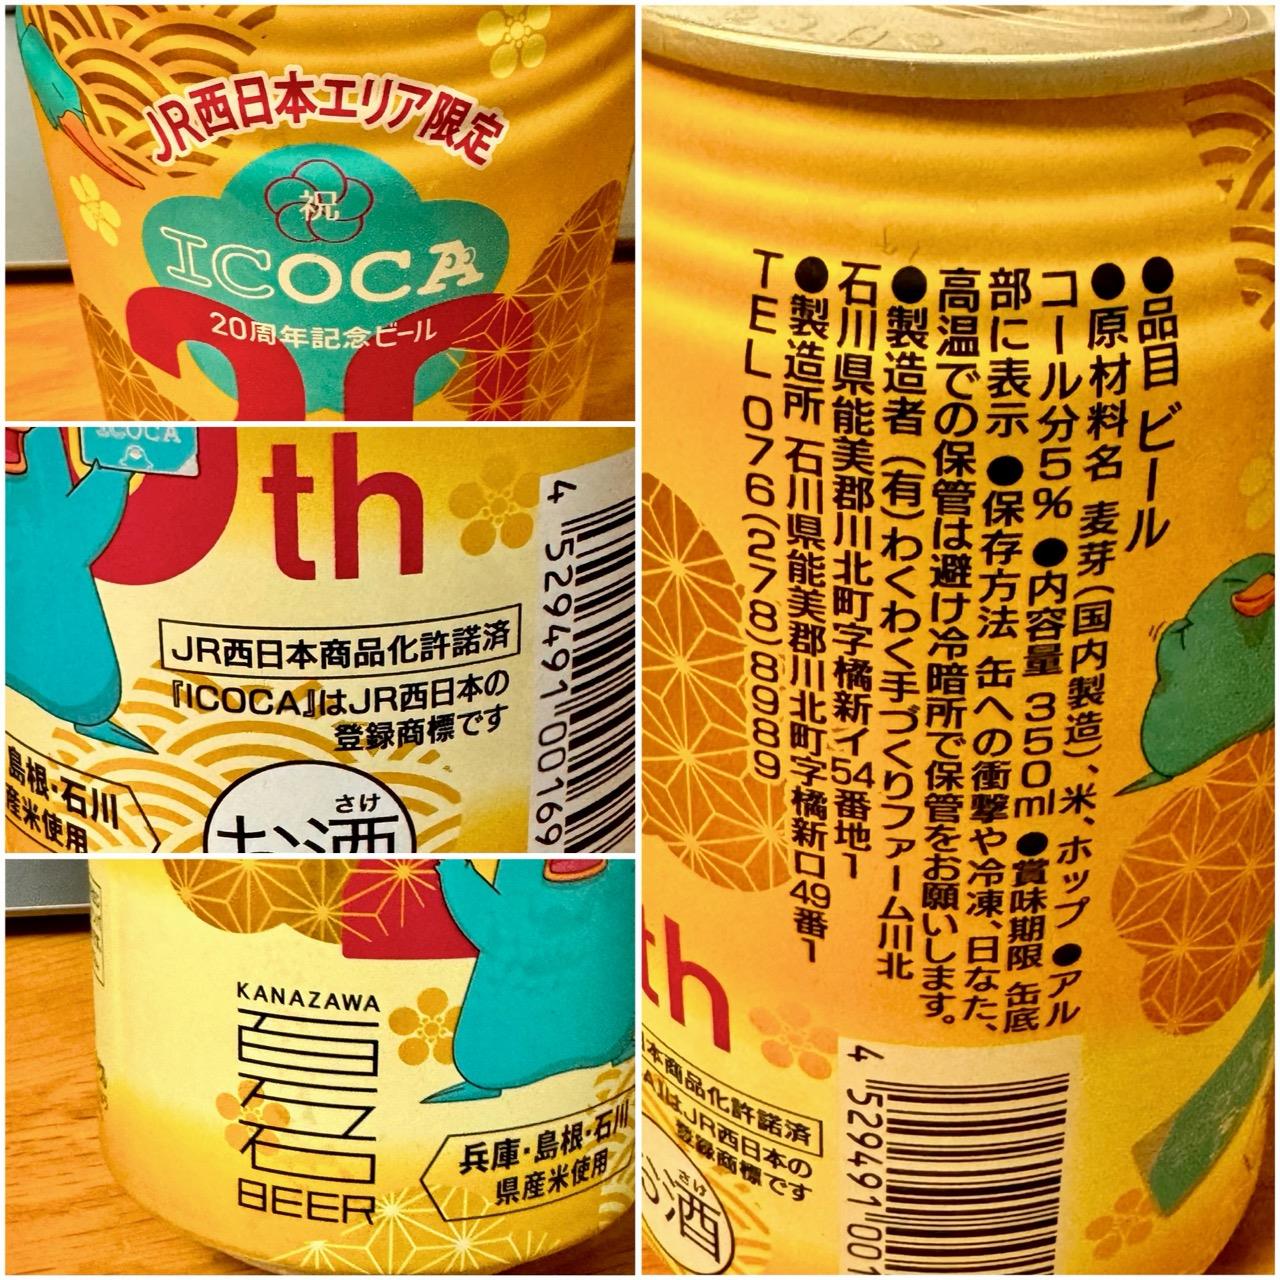 JR西日本エリア限定
祝
ICOCA
20周年記念ビール
20
ICOCA
th
JR西日本商品化許諾済
『ICOCA』はJR西日本の
登録商標です
島根・石川
産米使用
さけ
お酒
4 529491 00169
KANAZAWA
百万石
BEER
兵庫・島根・石川
県産米使用
●品目 ビール
●原材料名 麦芽(国内製造)、米、ホップ ●アル
コール分5% ●内容量 350ml ●賞味期限 缶底
部に表示 ●保存方法 缶への衝撃や冷凍、日なた、
高温での保管は避け冷暗所で保管をお願いします。
●製造者 (有)わくわく手づくりファーム川北
石川県能美郡川北町字橘新イ54番地1
●製造所 石川県能美郡川北町字橘新口49番1
TEL 076(278)8989
th
本商品化許諾済
A』はJR西日本の
登録商標です
さけ
お酒
4 529491 001